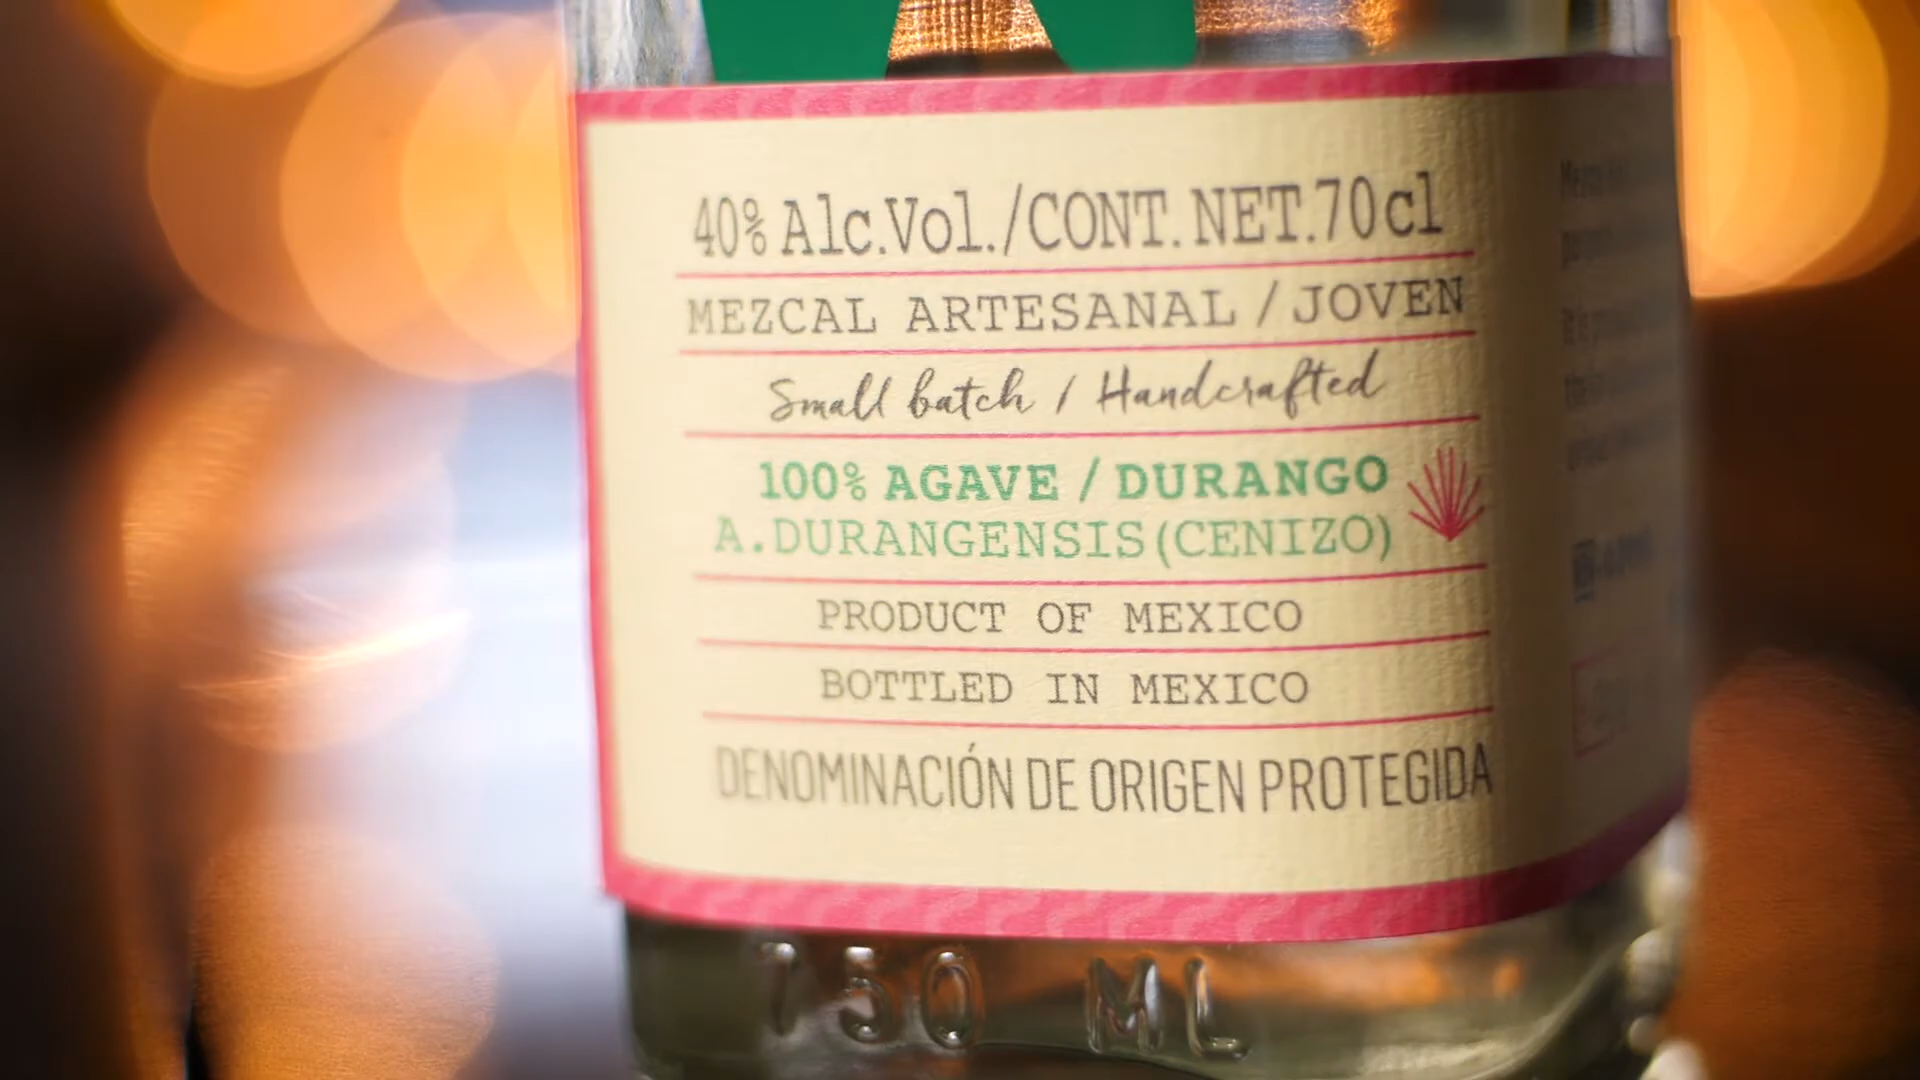 40% Alc.Vol./CONT. NET.70cl
MEZCAL ARTESANAL / JOVEN
Small batch / Handcrafted
100% AGAVE / DURANGO
A.DURANGENSIS (CENIZO)
PRODUCT OF MEXICO
BOTTLED IN MEXICO
DENOMINACIÓN DE ORIGEN PROTEGIDA
750 ML